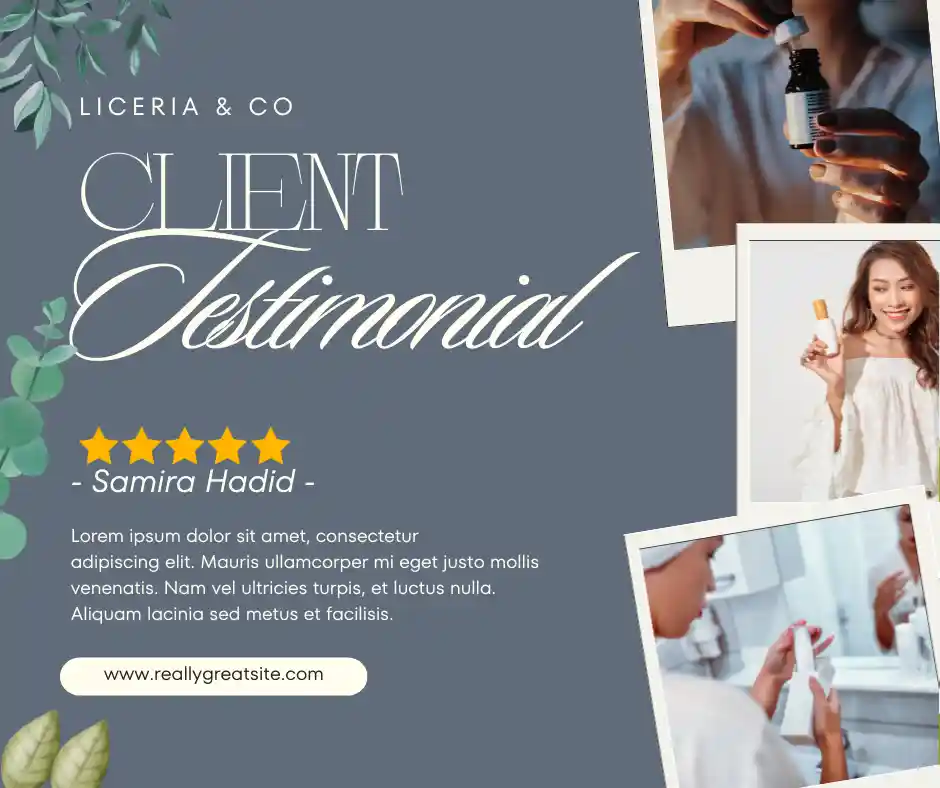 LICERIA & CO
CLIENT
Testimonial
- Samira Hadid -
Lorem ipsum dolor sit amet, consectetur
adipiscing elit. Mauris ullamcorper mi eget justo mollis
venenatis. Nam vel ultricies turpis, et luctus nulla.
Aliquam lacinia sed metus et facilisis.
www.reallygreatsite.com